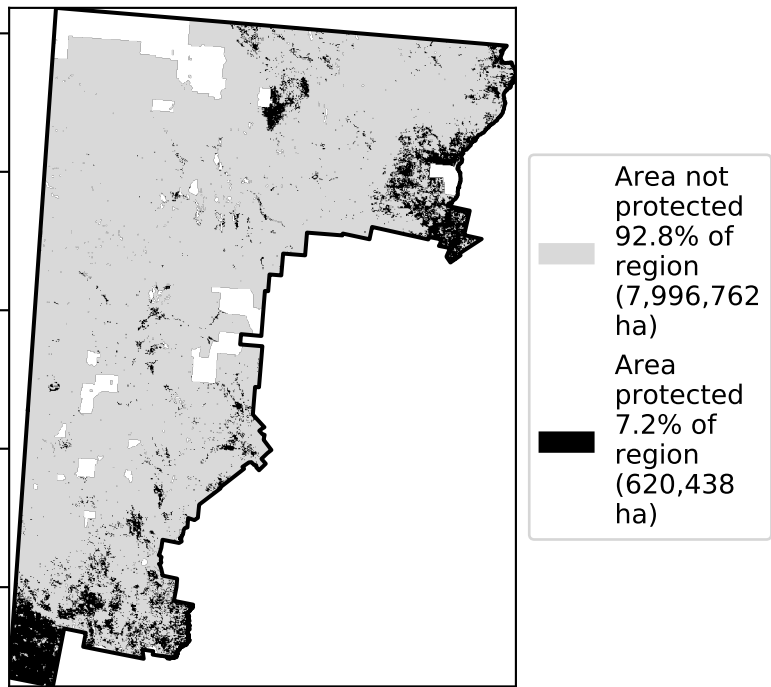 Area not
protected
92.8% of
region
(7,996,762
ha)
Area
protected
7.2% of
region
(620,438
ha)